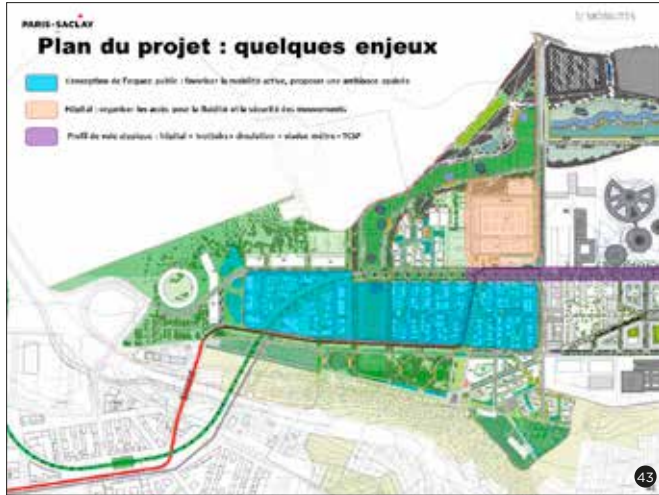 PARIS-SACLAY
5/ MOBILITÉS
Plan du projet : quelques enjeux
Conception de l'espace public : favoriser la mobilité active, proposer une ambiance apaisée
Hôpital : organiser les accès pour la fluidité et la sécurité des mouvements
Profil de voie atypique : hôpital + trottoirs + circulation + viaduc métro + TCSP
43